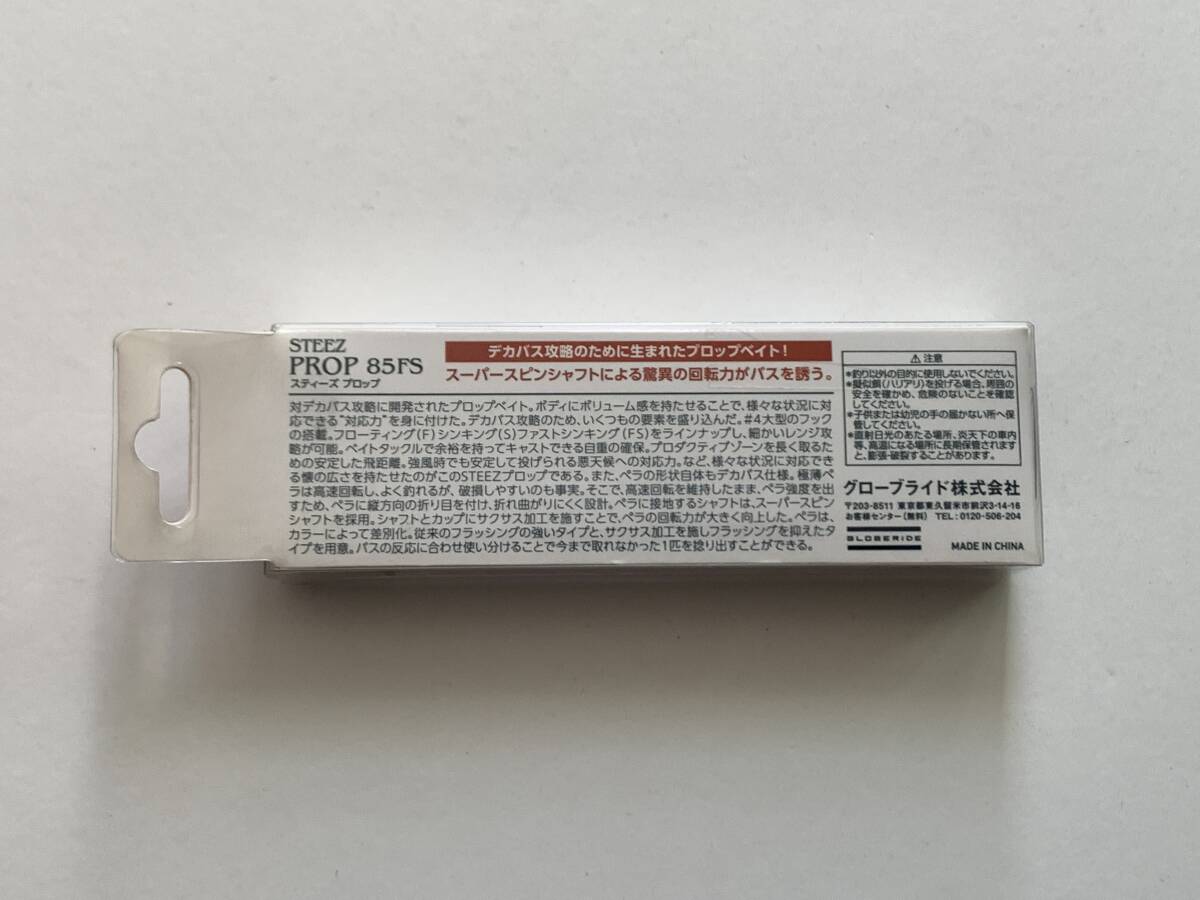 STEEZ
PROP 85FS
スティーズ プロップ
デカバス攻略のために生まれたプロップベイト!
スーパースピンシャフトによる驚異の回転力がバスを誘う。
対デカバス攻略に開発されたプロップベイト。ボディにボリューム感を持たせることで、様々な状況に対
応できる“対応力”を身に付けた。デカバス攻略のため、いくつもの要素を盛り込んだ。#4大型のフック
の搭載。フローティング(F)シンキング(S)ファストシンキング(FS)をラインナップし、細かいレンジ攻
略が可能。ベイトタックルで余裕を持ってキャストできる自重の確保。プロダクティブゾーンを長く取るた
めの安定した飛距離。強風時でも安定して投げられる悪天候への対応力。など、様々な状況に対応でき
る懐の広さを持たせたのがこのSTEEZプロップである。また、ペラの形状自体もデカバス仕様。極薄ペ
ラは高速回転し、よく釣れるが、破損しやすいのも事実。そこで、高速回転を維持したまま、ペラ強度を出
すため、ペラに縦方向の折り目を付け、折れ曲がりにくく設計。ペラに接地するシャフトは、スーパースピン
シャフトを採用。シャフトとカップにサクサス加工を施すことで、ペラの回転力が大きく向上した。ペラは、
カラーによって差別化。従来のフラッシングの強いタイプと、サクサス加工を施しフラッシングを抑えたタ
イプを用意。バスの反応に合わせ使い分けることで今まで取れなかった1匹を捻り出すことができる。
⚠ 注意
*釣り以外の目的に使用しないでください。
*擬似餌(ハリアリ)を投げる場合、周囲の
安全を確かめ、危険のないことを確認
してください。
*子供または幼児の手の届かない所へ保
管してください。
*直射日光のあたる場所、炎天下の車内
等、高温になる場所に長期保管されます
と、膨張・破裂することがあります。
グローブライド株式会社
〒203-8511 東京都東久留米市前沢3-14-16
お客様センター(無料) TEL:0120-506-204
GLOBERIDE
MADE IN CHINA